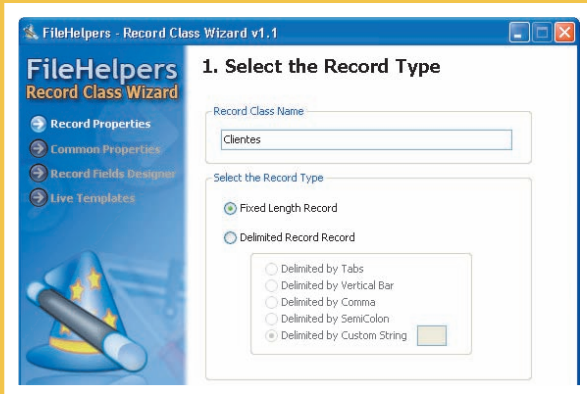 FileHelpers - Record Class Wizard v1.1
FileHelpers
Record Class Wizard
Record Properties
Common Properties
Record Fields Designer
Live Templates
1. Select the Record Type
Record Class Name
Clientes
Select the Record Type
Fixed Length Record
Delimited Record Record
Delimited by Tabs
Delimited by Vertical Bar
Delimited by Comma
Delimited by SemiColon
Delimited by Custom String